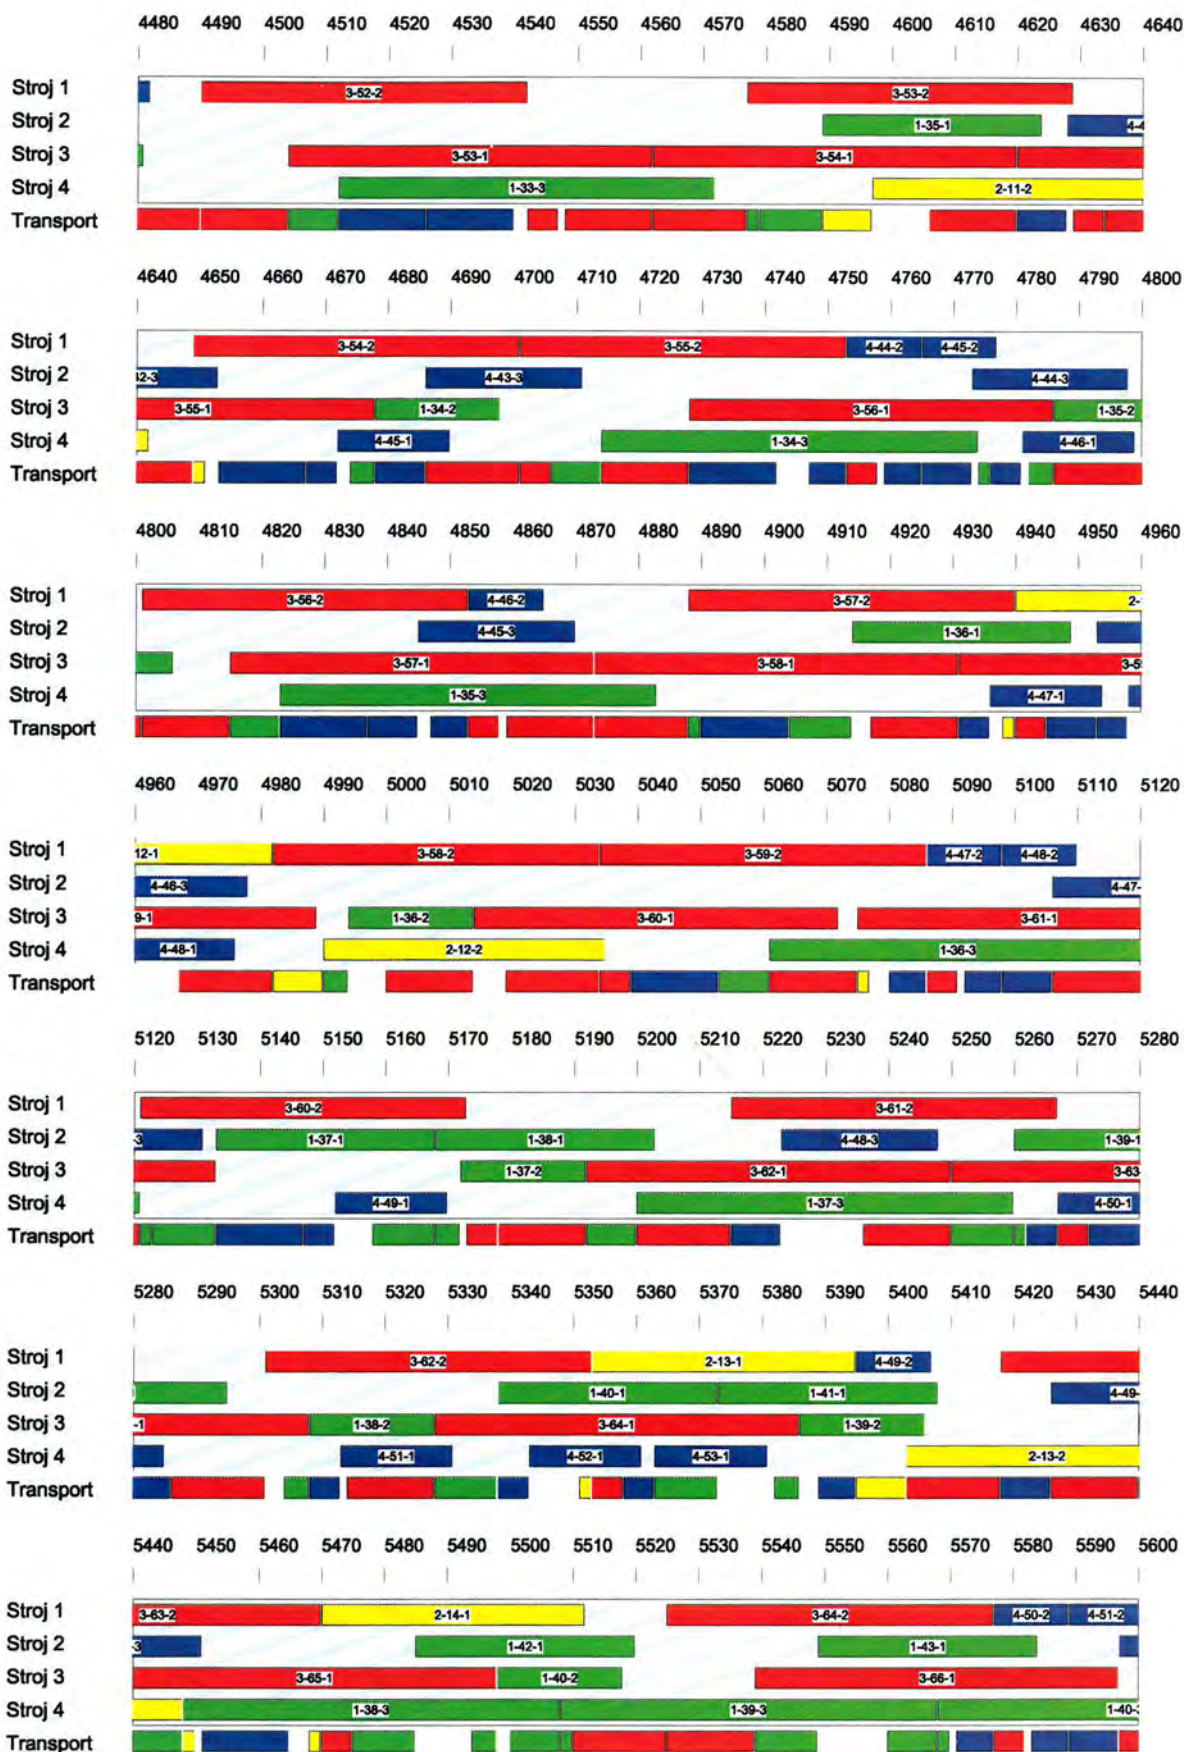 4480 4490 4500 4510 4520 4530 4540 4550 4560 4570 4580 4590 4600 4610 4620 4630 4640
Stroj 1 3-52-2 3-53-2
Stroj 2 1-35-1
Stroj 3 3-53-1 3-54-1
Stroj 4 1-33-3 2-11-2
Transport
4640 4650 4660 4670 4680 4690 4700 4710 4720 4730 4740 4750 4760 4770 4780 4790 4800
Stroj 1 3-54-2 3-55-2 4-44-2 4-45-2
Stroj 2 4-43-3 4-44-3
Stroj 3 3-55-1 1-34-2 3-56-1 1-35-2
Stroj 4 4-45-1 1-34-3 4-46-1
Transport
4800 4810 4820 4830 4840 4850 4860 4870 4880 4890 4900 4910 4920 4930 4940 4950 4960
Stroj 1 3-56-2 4-46-2 3-57-2 2-
Stroj 2 4-45-3 1-36-1
Stroj 3 3-57-1 3-58-1 3-5
Stroj 4 1-35-3 4-47-1
Transport
4960 4970 4980 4990 5000 5010 5020 5030 5040 5050 5060 5070 5080 5090 5100 5110 5120
Stroj 1 12-1 3-58-2 3-59-2 4-47-2 4-48-2
Stroj 2 4-46-3 4-47-
Stroj 3 9-1 1-36-2 3-60-1 3-61-1
Stroj 4 4-48-1 2-12-2 1-36-3
Transport
5120 5130 5140 5150 5160 5170 5180 5190 5200 5210 5220 5230 5240 5250 5260 5270 5280
Stroj 1 3-60-2 3-61-2
Stroj 2 -3 1-37-1 1-38-1 4-48-3 1-39-1
Stroj 3 1-37-2 3-62-1 3-63
Stroj 4 4-49-1 1-37-3 4-50-1
Transport
5280 5290 5300 5310 5320 5330 5340 5350 5360 5370 5380 5390 5400 5410 5420 5430 5440
Stroj 1 3-62-2 2-13-1 4-49-2
Stroj 2 1-40-1 1-41-1 4-49-
Stroj 3 -1 1-38-2 3-64-1 1-39-2
Stroj 4 4-51-1 4-52-1 4-53-1 2-13-2
Transport
5440 5450 5460 5470 5480 5490 5500 5510 5520 5530 5540 5550 5560 5570 5580 5590 5600
Stroj 1 3-63-2 2-14-1 3-64-2 4-50-2 4-51-2
Stroj 2 -3 1-42-1 1-43-1
Stroj 3 3-65-1 1-40-2 3-66-1
Stroj 4 1-38-3 1-39-3 1-40-
Transport